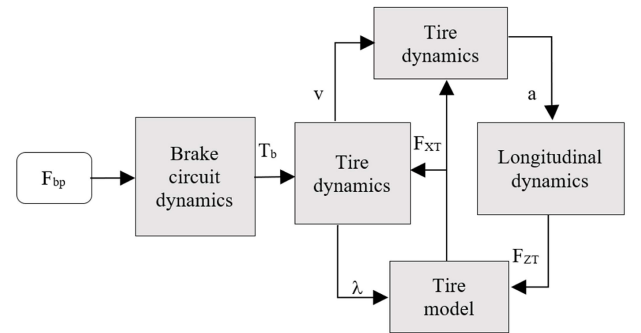 Tire
dynamics
v
a
Brake
circuit
dynamics
T_b
Tire
dynamics
F_XT
Longitudinal
dynamics
F_bp
F_ZT
λ
Tire
model